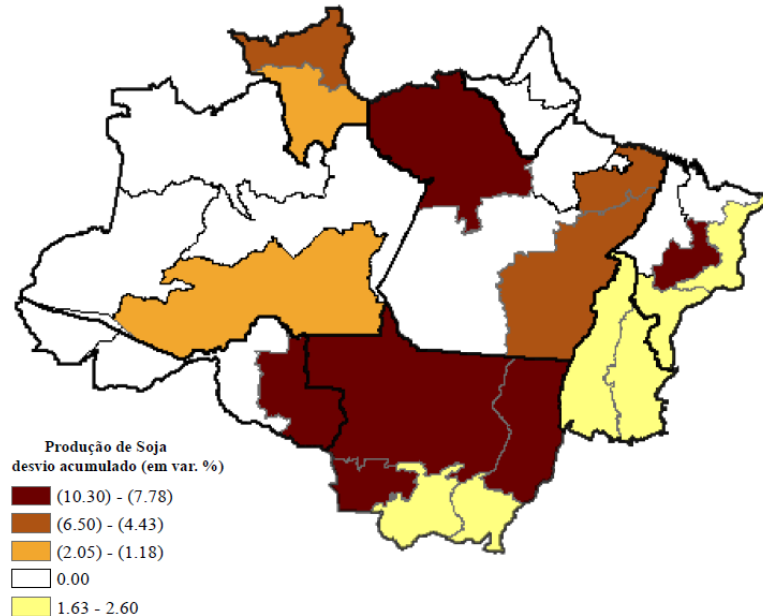 Produção de Soja
desvio acumulado (em var. %)
(10.30) - (7.78)
(6.50) - (4.43)
(2.05) - (1.18)
0.00
1.63 - 2.60